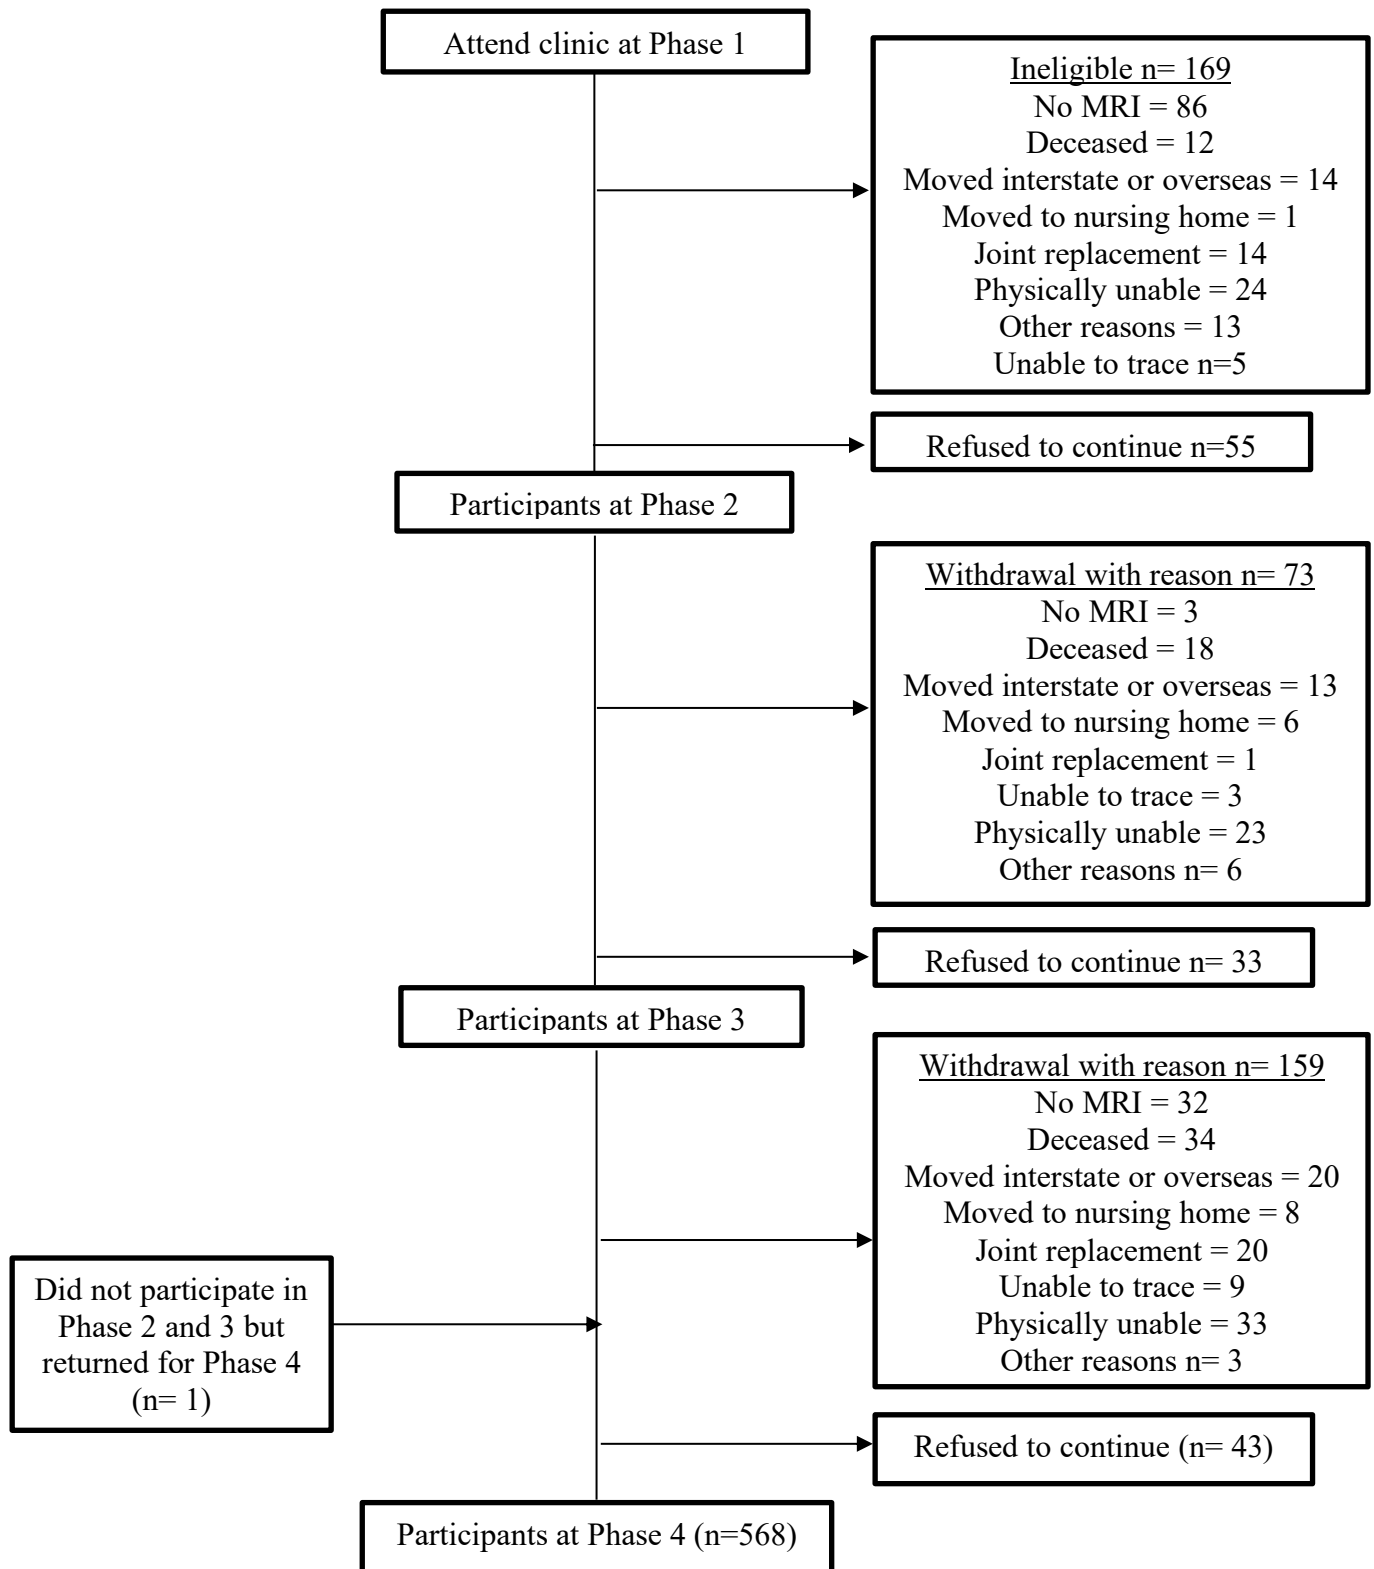 Attend clinic at Phase 1
Ineligible n= 169
No MRI = 86
Deceased = 12
Moved interstate or overseas = 14
Moved to nursing home = 1
Joint replacement = 14
Physically unable = 24
Other reasons = 13
Unable to trace n=5
Refused to continue n=55
Participants at Phase 2
Withdrawal with reason n= 73
No MRI = 3
Deceased = 18
Moved interstate or overseas = 13
Moved to nursing home = 6
Joint replacement = 1
Unable to trace = 3
Physically unable = 23
Other reasons n= 6
Refused to continue n= 33
Participants at Phase 3
Withdrawal with reason n= 159
No MRI = 32
Deceased = 34
Moved interstate or overseas = 20
Moved to nursing home = 8
Joint replacement = 20
Unable to trace = 9
Physically unable = 33
Other reasons n= 3
Did not participate in
Phase 2 and 3 but
returned for Phase 4
(n= 1)
Refused to continue (n= 43)
Participants at Phase 4 (n=568)